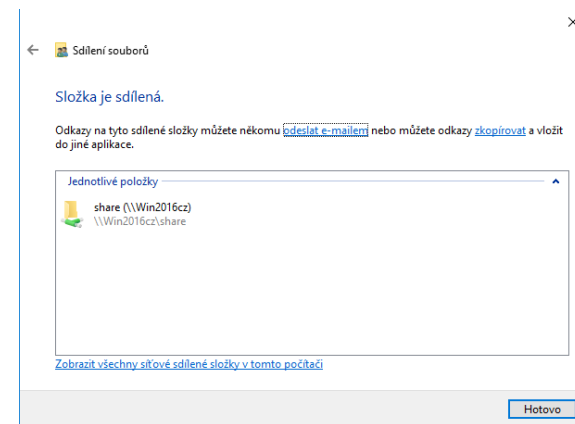 Sdílení souborů
Složka je sdílená.
Odkazy na tyto sdílené složky můžete někomu odeslat e-mailem nebo můžete odkazy zkopírovat a vložit
do jiné aplikace.
Jednotlivé položky
share (\\Win2016cz)
\\Win2016cz\share
Zobrazit všechny síťové sdílené složky v tomto počítači
Hotovo